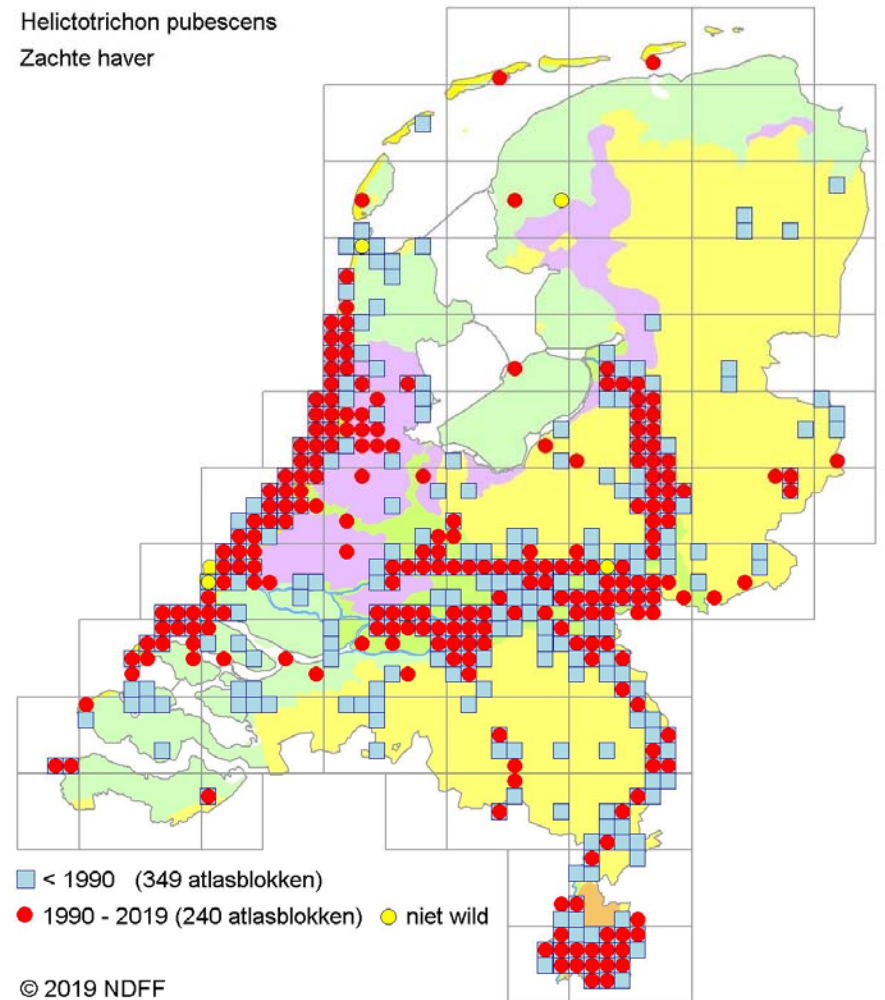 Helictotrichon pubescens
Zachte haver
< 1990 (349 atlasblokken)
1990 - 2019 (240 atlasblokken) niet wild
© 2019 NDFF